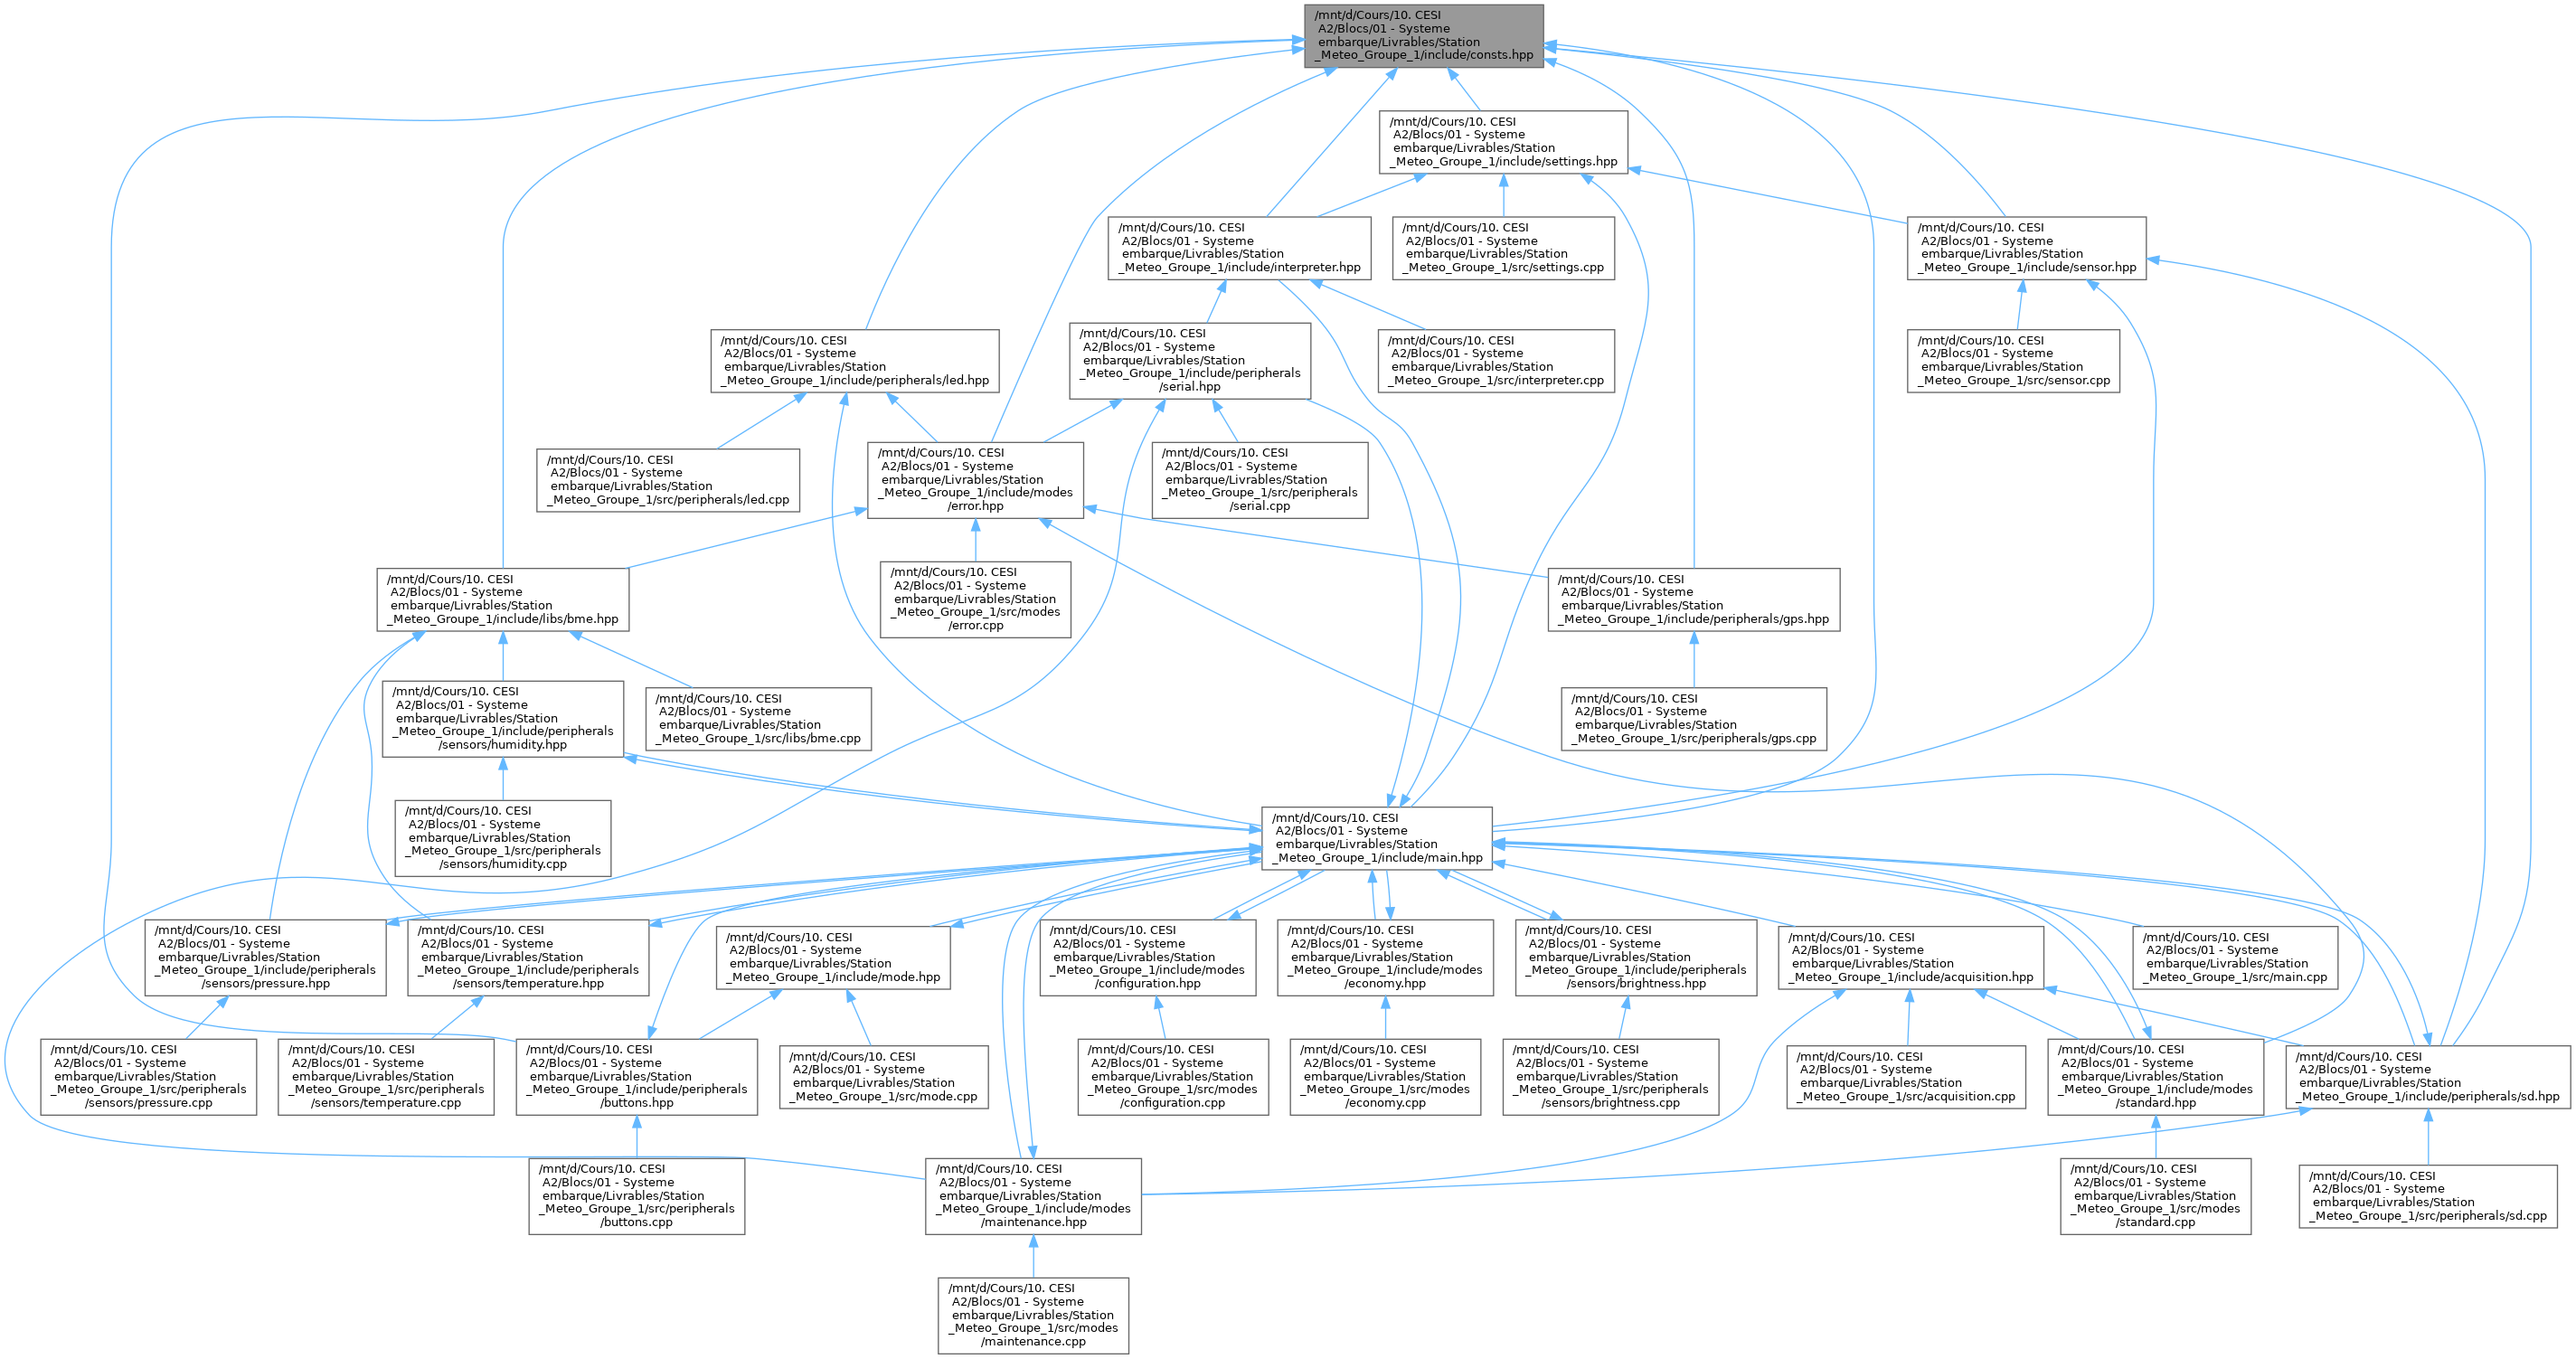 /mnt/d/Cours/10. CESI
A2/Blocs/01 - Systeme
embarque/Livrables/Station
_Meteo_Groupe_1/include/consts.hpp
/mnt/d/Cours/10. CESI
A2/Blocs/01 - Systeme
embarque/Livrables/Station
_Meteo_Groupe_1/include/settings.hpp
/mnt/d/Cours/10. CESI
A2/Blocs/01 - Systeme
embarque/Livrables/Station
_Meteo_Groupe_1/include/interpreter.hpp
/mnt/d/Cours/10. CESI
A2/Blocs/01 - Systeme
embarque/Livrables/Station
_Meteo_Groupe_1/src/settings.cpp
/mnt/d/Cours/10. CESI
A2/Blocs/01 - Systeme
embarque/Livrables/Station
_Meteo_Groupe_1/include/sensor.hpp
/mnt/d/Cours/10. CESI
A2/Blocs/01 - Systeme
embarque/Livrables/Station
_Meteo_Groupe_1/include/peripherals/led.hpp
/mnt/d/Cours/10. CESI
A2/Blocs/01 - Systeme
embarque/Livrables/Station
_Meteo_Groupe_1/include/peripherals
/serial.hpp
/mnt/d/Cours/10. CESI
A2/Blocs/01 - Systeme
embarque/Livrables/Station
_Meteo_Groupe_1/src/interpreter.cpp
/mnt/d/Cours/10. CESI
A2/Blocs/01 - Systeme
embarque/Livrables/Station
_Meteo_Groupe_1/src/sensor.cpp
/mnt/d/Cours/10. CESI
A2/Blocs/01 - Systeme
embarque/Livrables/Station
_Meteo_Groupe_1/src/peripherals/led.cpp
/mnt/d/Cours/10. CESI
A2/Blocs/01 - Systeme
embarque/Livrables/Station
_Meteo_Groupe_1/include/modes
/error.hpp
/mnt/d/Cours/10. CESI
A2/Blocs/01 - Systeme
embarque/Livrables/Station
_Meteo_Groupe_1/src/peripherals
/serial.cpp
/mnt/d/Cours/10. CESI
A2/Blocs/01 - Systeme
embarque/Livrables/Station
_Meteo_Groupe_1/include/libs/bme.hpp
/mnt/d/Cours/10. CESI
A2/Blocs/01 - Systeme
embarque/Livrables/Station
_Meteo_Groupe_1/src/modes
/error.cpp
/mnt/d/Cours/10. CESI
A2/Blocs/01 - Systeme
embarque/Livrables/Station
_Meteo_Groupe_1/include/peripherals/gps.hpp
/mnt/d/Cours/10. CESI
A2/Blocs/01 - Systeme
embarque/Livrables/Station
_Meteo_Groupe_1/include/peripherals
/sensors/humidity.hpp
/mnt/d/Cours/10. CESI
A2/Blocs/01 - Systeme
embarque/Livrables/Station
_Meteo_Groupe_1/src/libs/bme.cpp
/mnt/d/Cours/10. CESI
A2/Blocs/01 - Systeme
embarque/Livrables/Station
_Meteo_Groupe_1/src/peripherals/gps.cpp
/mnt/d/Cours/10. CESI
A2/Blocs/01 - Systeme
embarque/Livrables/Station
_Meteo_Groupe_1/src/peripherals
/sensors/humidity.cpp
/mnt/d/Cours/10. CESI
A2/Blocs/01 - Systeme
embarque/Livrables/Station
_Meteo_Groupe_1/include/main.hpp
/mnt/d/Cours/10. CESI
A2/Blocs/01 - Systeme
embarque/Livrables/Station
_Meteo_Groupe_1/include/peripherals
/sensors/pressure.hpp
/mnt/d/Cours/10. CESI
A2/Blocs/01 - Systeme
embarque/Livrables/Station
_Meteo_Groupe_1/include/peripherals
/sensors/temperature.hpp
/mnt/d/Cours/10. CESI
A2/Blocs/01 - Systeme
embarque/Livrables/Station
_Meteo_Groupe_1/include/mode.hpp
/mnt/d/Cours/10. CESI
A2/Blocs/01 - Systeme
embarque/Livrables/Station
_Meteo_Groupe_1/include/modes
/configuration.hpp
/mnt/d/Cours/10. CESI
A2/Blocs/01 - Systeme
embarque/Livrables/Station
_Meteo_Groupe_1/include/modes
/economy.hpp
/mnt/d/Cours/10. CESI
A2/Blocs/01 - Systeme
embarque/Livrables/Station
_Meteo_Groupe_1/include/peripherals
/sensors/brightness.hpp
/mnt/d/Cours/10. CESI
A2/Blocs/01 - Systeme
embarque/Livrables/Station
_Meteo_Groupe_1/include/acquisition.hpp
/mnt/d/Cours/10. CESI
A2/Blocs/01 - Systeme
embarque/Livrables/Station
_Meteo_Groupe_1/src/main.cpp
/mnt/d/Cours/10. CESI
A2/Blocs/01 - Systeme
embarque/Livrables/Station
_Meteo_Groupe_1/src/peripherals
/sensors/pressure.cpp
/mnt/d/Cours/10. CESI
A2/Blocs/01 - Systeme
embarque/Livrables/Station
_Meteo_Groupe_1/src/peripherals
/sensors/temperature.cpp
/mnt/d/Cours/10. CESI
A2/Blocs/01 - Systeme
embarque/Livrables/Station
_Meteo_Groupe_1/include/peripherals
/buttons.hpp
/mnt/d/Cours/10. CESI
A2/Blocs/01 - Systeme
embarque/Livrables/Station
_Meteo_Groupe_1/src/mode.cpp
/mnt/d/Cours/10. CESI
A2/Blocs/01 - Systeme
embarque/Livrables/Station
_Meteo_Groupe_1/src/modes
/configuration.cpp
/mnt/d/Cours/10. CESI
A2/Blocs/01 - Systeme
embarque/Livrables/Station
_Meteo_Groupe_1/src/modes
/economy.cpp
/mnt/d/Cours/10. CESI
A2/Blocs/01 - Systeme
embarque/Livrables/Station
_Meteo_Groupe_1/src/peripherals
/sensors/brightness.cpp
/mnt/d/Cours/10. CESI
A2/Blocs/01 - Systeme
embarque/Livrables/Station
_Meteo_Groupe_1/src/acquisition.cpp
/mnt/d/Cours/10. CESI
A2/Blocs/01 - Systeme
embarque/Livrables/Station
_Meteo_Groupe_1/include/modes
/standard.hpp
/mnt/d/Cours/10. CESI
A2/Blocs/01 - Systeme
embarque/Livrables/Station
_Meteo_Groupe_1/include/peripherals/sd.hpp
/mnt/d/Cours/10. CESI
A2/Blocs/01 - Systeme
embarque/Livrables/Station
_Meteo_Groupe_1/src/peripherals
/buttons.cpp
/mnt/d/Cours/10. CESI
A2/Blocs/01 - Systeme
embarque/Livrables/Station
_Meteo_Groupe_1/include/modes
/maintenance.hpp
/mnt/d/Cours/10. CESI
A2/Blocs/01 - Systeme
embarque/Livrables/Station
_Meteo_Groupe_1/src/modes
/standard.cpp
/mnt/d/Cours/10. CESI
A2/Blocs/01 - Systeme
embarque/Livrables/Station
_Meteo_Groupe_1/src/peripherals/sd.cpp
/mnt/d/Cours/10. CESI
A2/Blocs/01 - Systeme
embarque/Livrables/Station
_Meteo_Groupe_1/src/modes
/maintenance.cpp